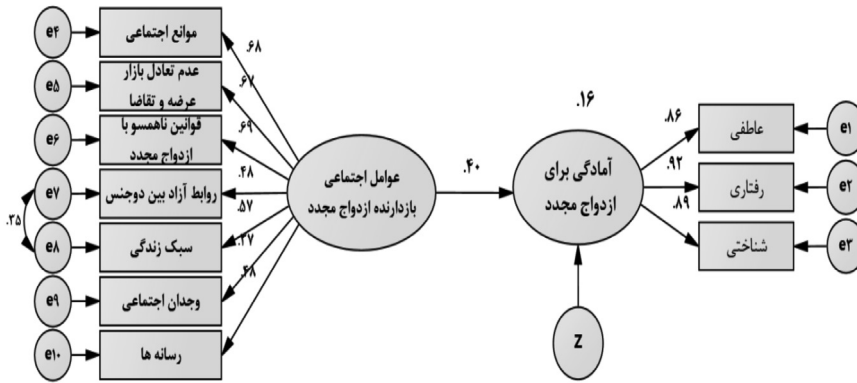 e۴
موانع اجتماعی
.۶۸
e۵
عدم تعادل بازار
عرضه و تقاضا
.۶۷
e۶
قوانین ناهمسو با
ازدواج مجدد
.۶۹
e۷
روابط آزاد بین دوجنس
.۴۸
e۸
سبک زندگی
.۵۷
.۳۵
e۹
وجدان اجتماعی
.۳۷
e۱۰
رسانه ها
.۴۸
عوامل اجتماعی
بازدارنده ازدواج مجدد
.۴۰
.۱۶
آمادگی برای
ازدواج مجدد
z
.۸۶
عاطفی
e۱
.۹۲
رفتاری
e۲
.۸۹
شناختی
e۳